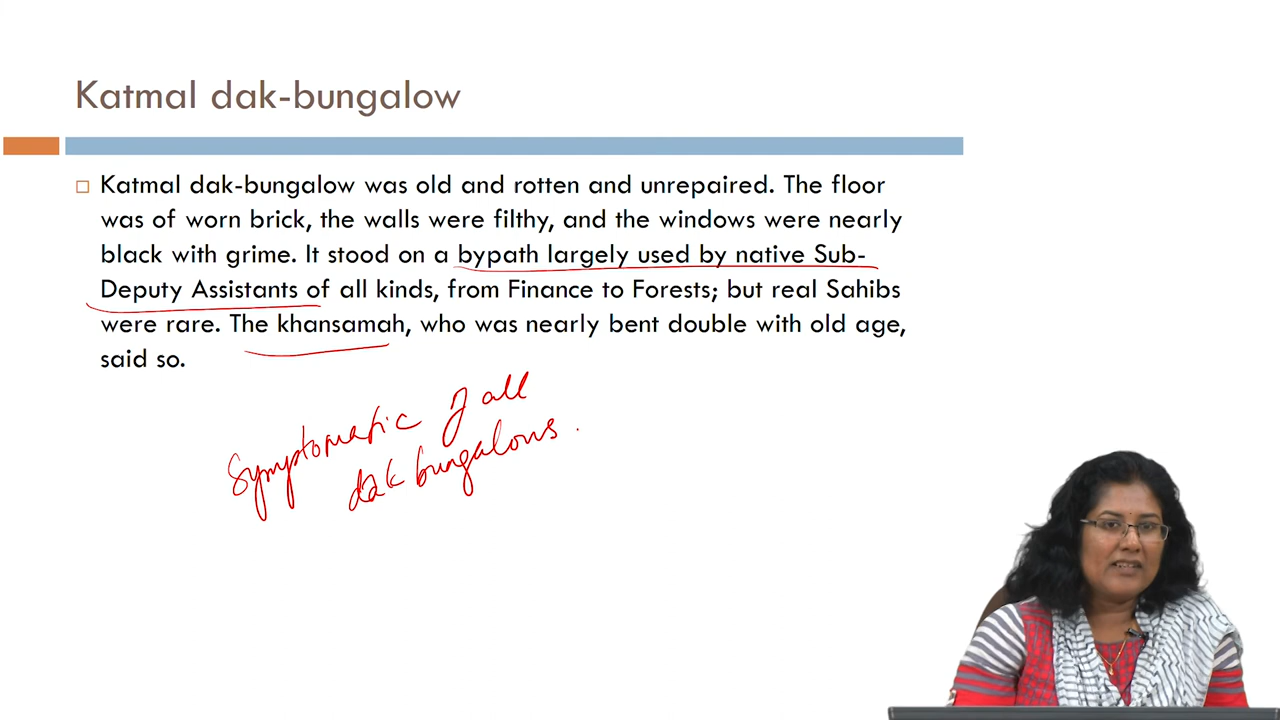 Katmal dak-bungalow
Katmal dak-bungalow was old and rotten and unrepaired. The floor
was of worn brick, the walls were filthy, and the windows were nearly
black with grime. It stood on a bypath largely used by native Sub-
Deputy Assistants of all kinds, from Finance to Forests; but real Sahibs
were rare. The khansamah, who was nearly bent double with old age,
said so.
Symptomatic of all
dak bungalows.